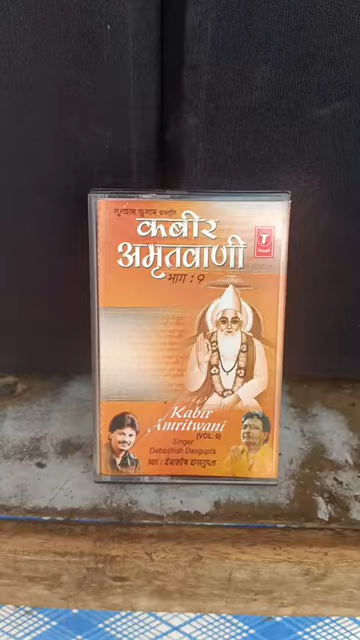 गुलशन कुमार प्रस्तुति
कबीर
अमृतवाणी
भाग : 9
T
Kabir
Amritwani
(VOL. 9)
Singer
Debashish Dasgupta
स्वर : देबाशीष दासगुप्ता